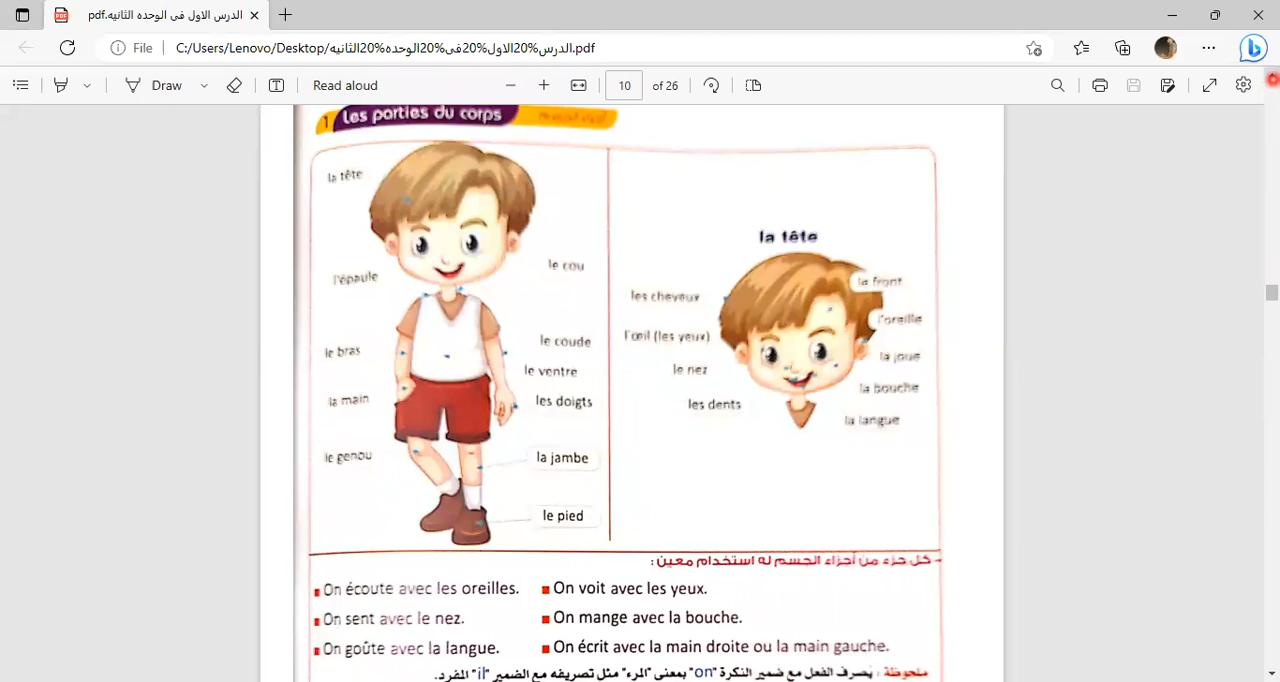 الدرس الاول فى الوحده الثانيه.pdf
File
C:/Users/Lenovo/Desktop/الدرس%20الاول%20فى%20الوحده%20الثانيه.pdf
Draw
Read aloud
10 of 26
1 Les parties du corps
la tête
l'épaule
le cou
le bras
le coude
le ventre
la main
les doigts
le genou
la jambe
le pied
la tête
les cheveux
la front
l'œil (les yeux)
l'oreille
le nez
la joue
la bouche
les dents
la langue
- كل جزء من أجزاء الجسم له استخدام معين :
On écoute avec les oreilles.
On voit avec les yeux.
On sent avec le nez.
On mange avec la bouche.
On goûte avec la langue.
On écrit avec la main droite ou la main gauche.
ملحوظة : يُصرف الفعل مع ضمير النكرة "on" بمعنى "المرء" مثل تصريفه مع الضمير "il" المفرد.